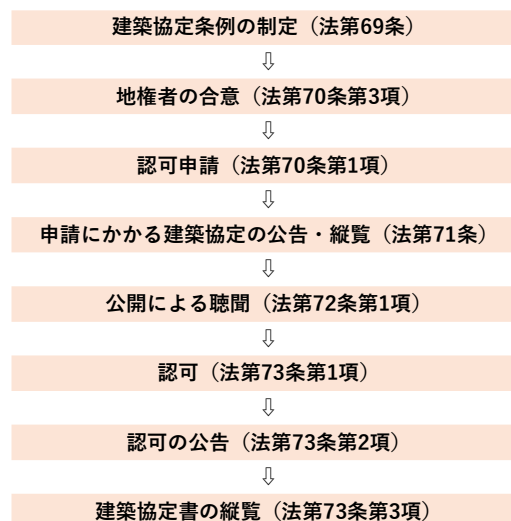 建築協定条例の制定（法第69条）
⇩
地権者の合意（法第70条第3項）
⇩
認可申請（法第70条第1項）
⇩
申請にかかる建築協定の公告・縦覧（法第71条）
⇩
公開による聴聞（法第72条第1項）
⇩
認可（法第73条第1項）
⇩
認可の公告（法第73条第2項）
⇩
建築協定書の縦覧（法第73条第3項）